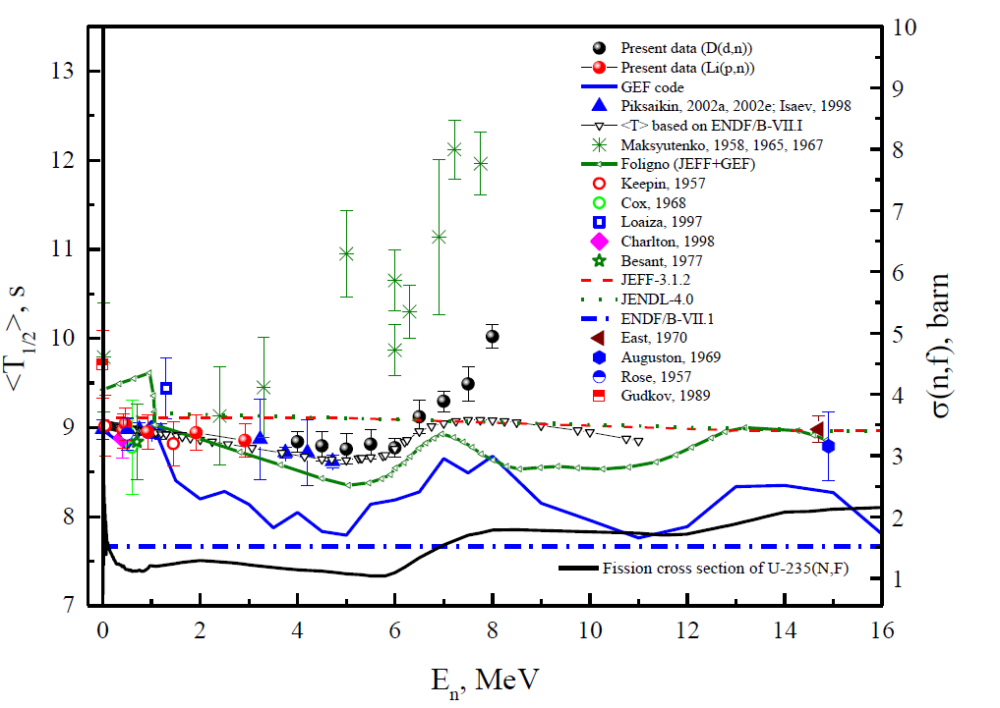 <T1/2>, s
13
12
11
10
9
8
7
0
2
4
6
8
10
12
14
16
En, MeV
10
9
8
7
6
5
4
3
2
1
σ(n,f), barn
Present data (D(d,n))
Present data (Li(p,n))
GEF code
Piksaikin, 2002a, 2002e; Isaev, 1998
<T> based on ENDF/B-VII.I
Maksyutenko, 1958, 1965, 1967
Foligno (JEFF+GEF)
Keepin, 1957
Cox, 1968
Loaiza, 1997
Charlton, 1998
Besant, 1977
JEFF-3.1.2
JENDL-4.0
ENDF/B-VII.1
East, 1970
Auguston, 1969
Rose, 1957
Gudkov, 1989
Fission cross section of U-235(N,F)